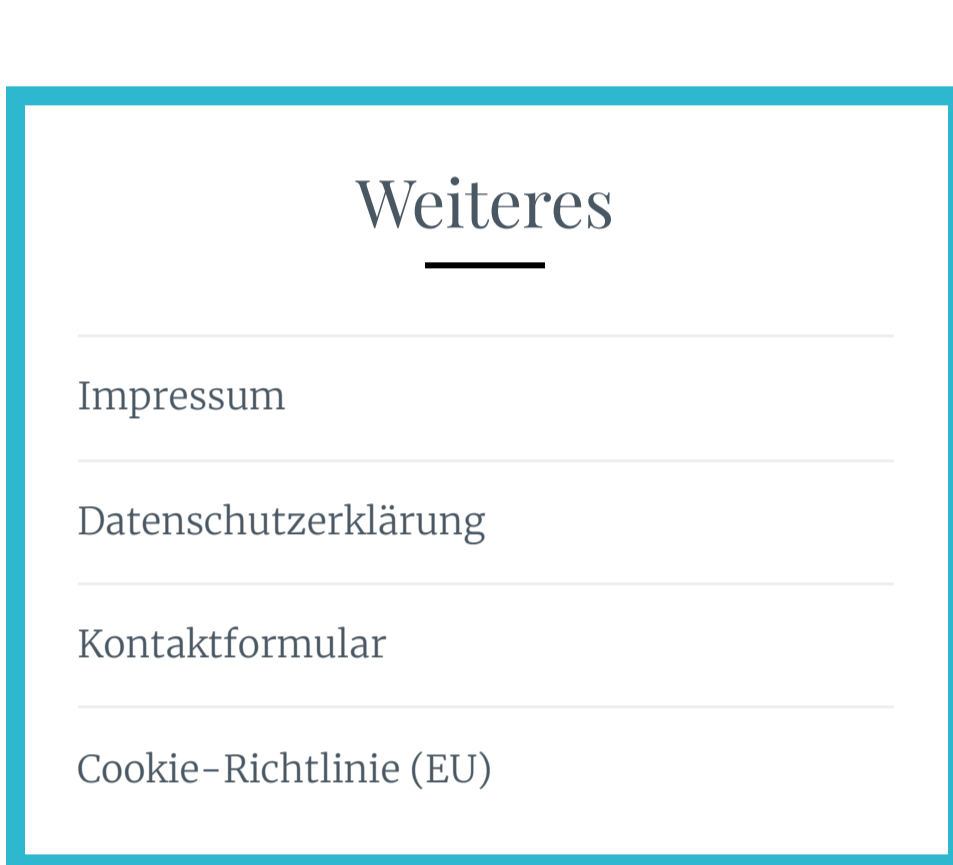 Weiteres
Impressum
Datenschutzerklärung
Kontaktformular
Cookie-Richtlinie (EU)